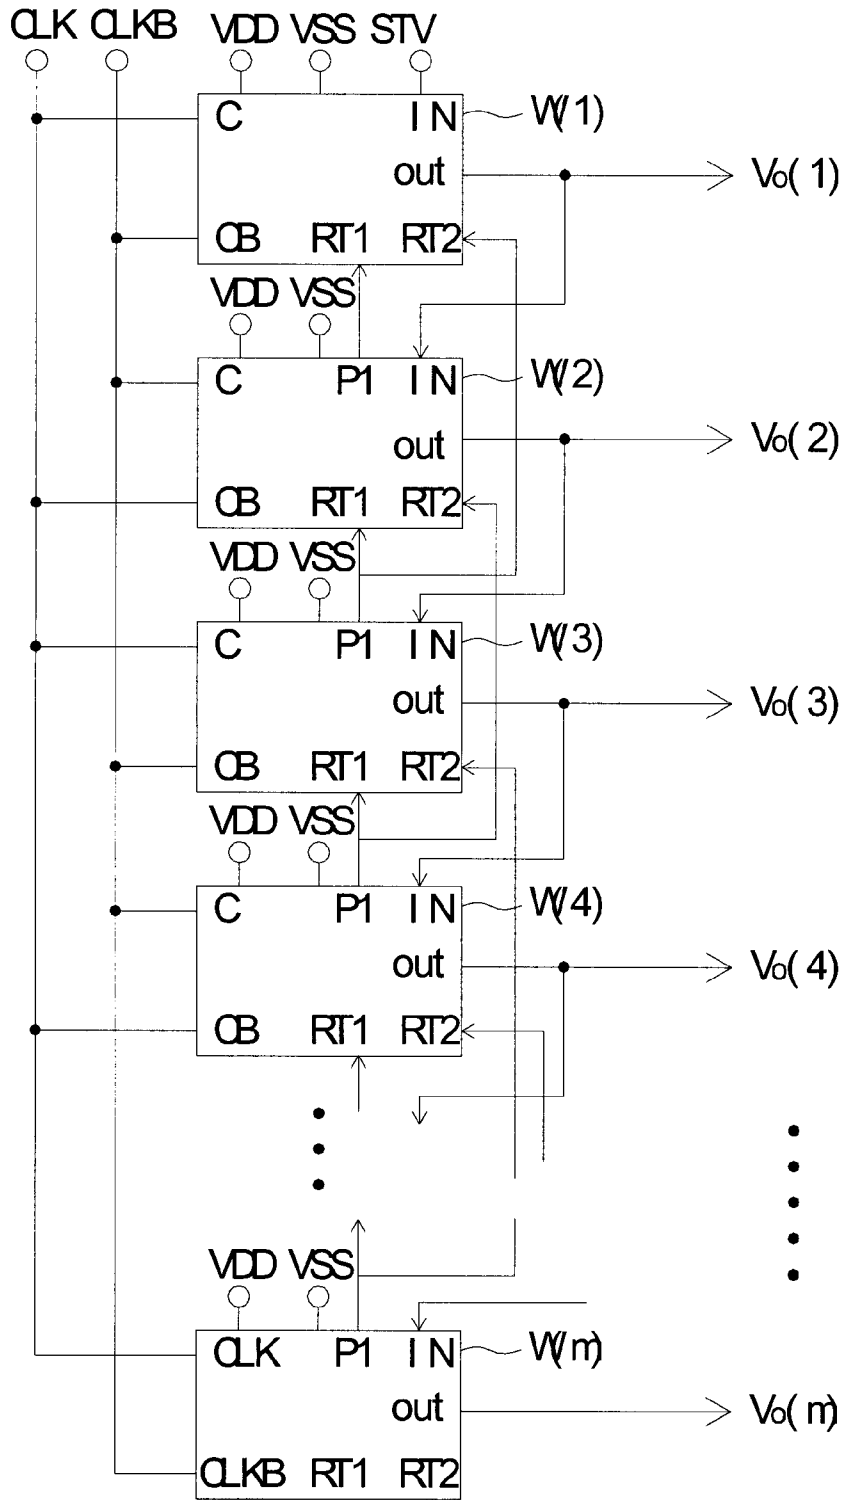 CLK CLKB VDD VSS STV
C IN W(1)
out Vo(1)
CB RT1 RT2
VDD VSS
C P1 IN W(2)
out Vo(2)
CB RT1 RT2
VDD VSS
C P1 IN W(3)
out Vo(3)
CB RT1 RT2
VDD VSS
C P1 IN W(4)
out Vo(4)
CB RT1 RT2
VDD VSS
CLK P1 IN W(m)
out Vo(m)
CLKB RT1 RT2